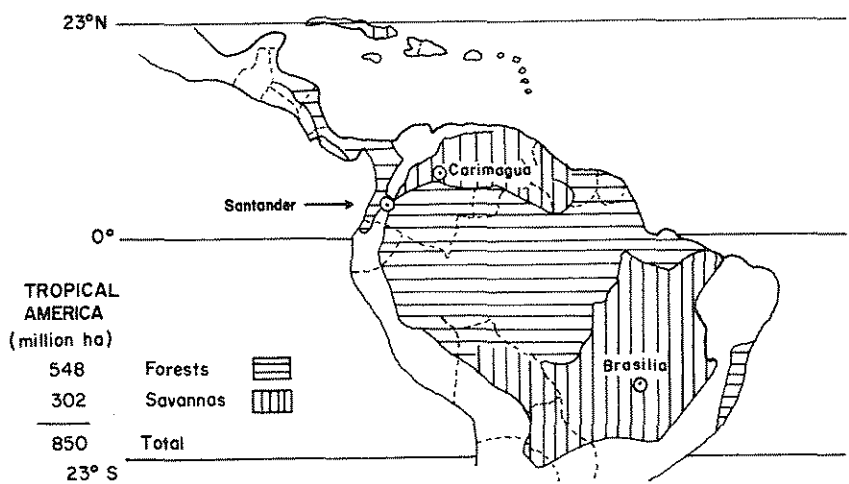 23° N
Carimagua
Santander
0°
TROPICAL
AMERICA
(million ha)
548 Forests
302 Savannas
850 Total
23° S
Brasilia